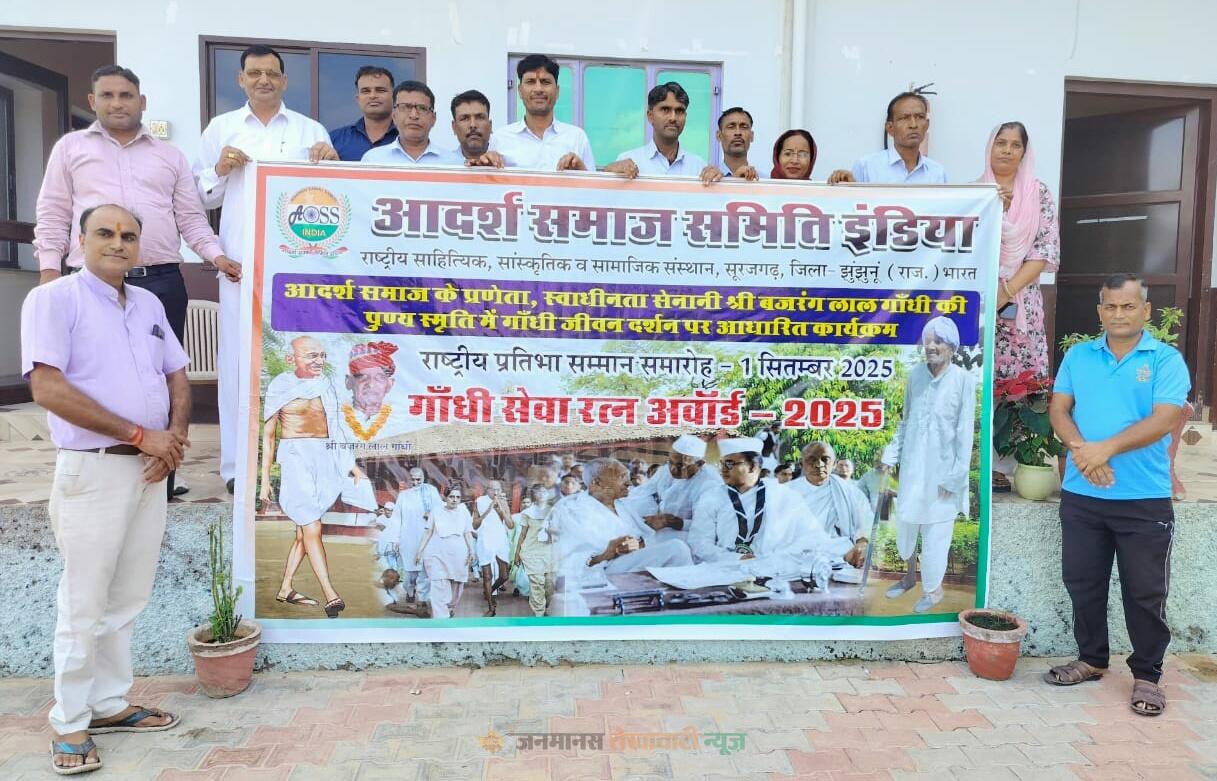 AOSS
INDIA
आदर्श समाज समिति इंडिया
राष्ट्रीय साहित्यिक, सांस्कृतिक व सामाजिक संस्थान, सूरजगढ़, जिला- झुझुनूं (राज.) भारत
आदर्श समाज के प्रणेता, स्वाधीनता सेनानी श्री बजरंग लाल गाँधी की
पुण्य स्मृति में गाँधी जीवन दर्शन पर आधारित कार्यक्रम
राष्ट्रीय प्रतिभा सम्मान समारोह - 1 सितम्बर 2025
गाँधी सेवा रत्न अवॉर्ड – 2025
श्री बजरंग लाल गांधी
जनमानस शेखावाटी न्यूज